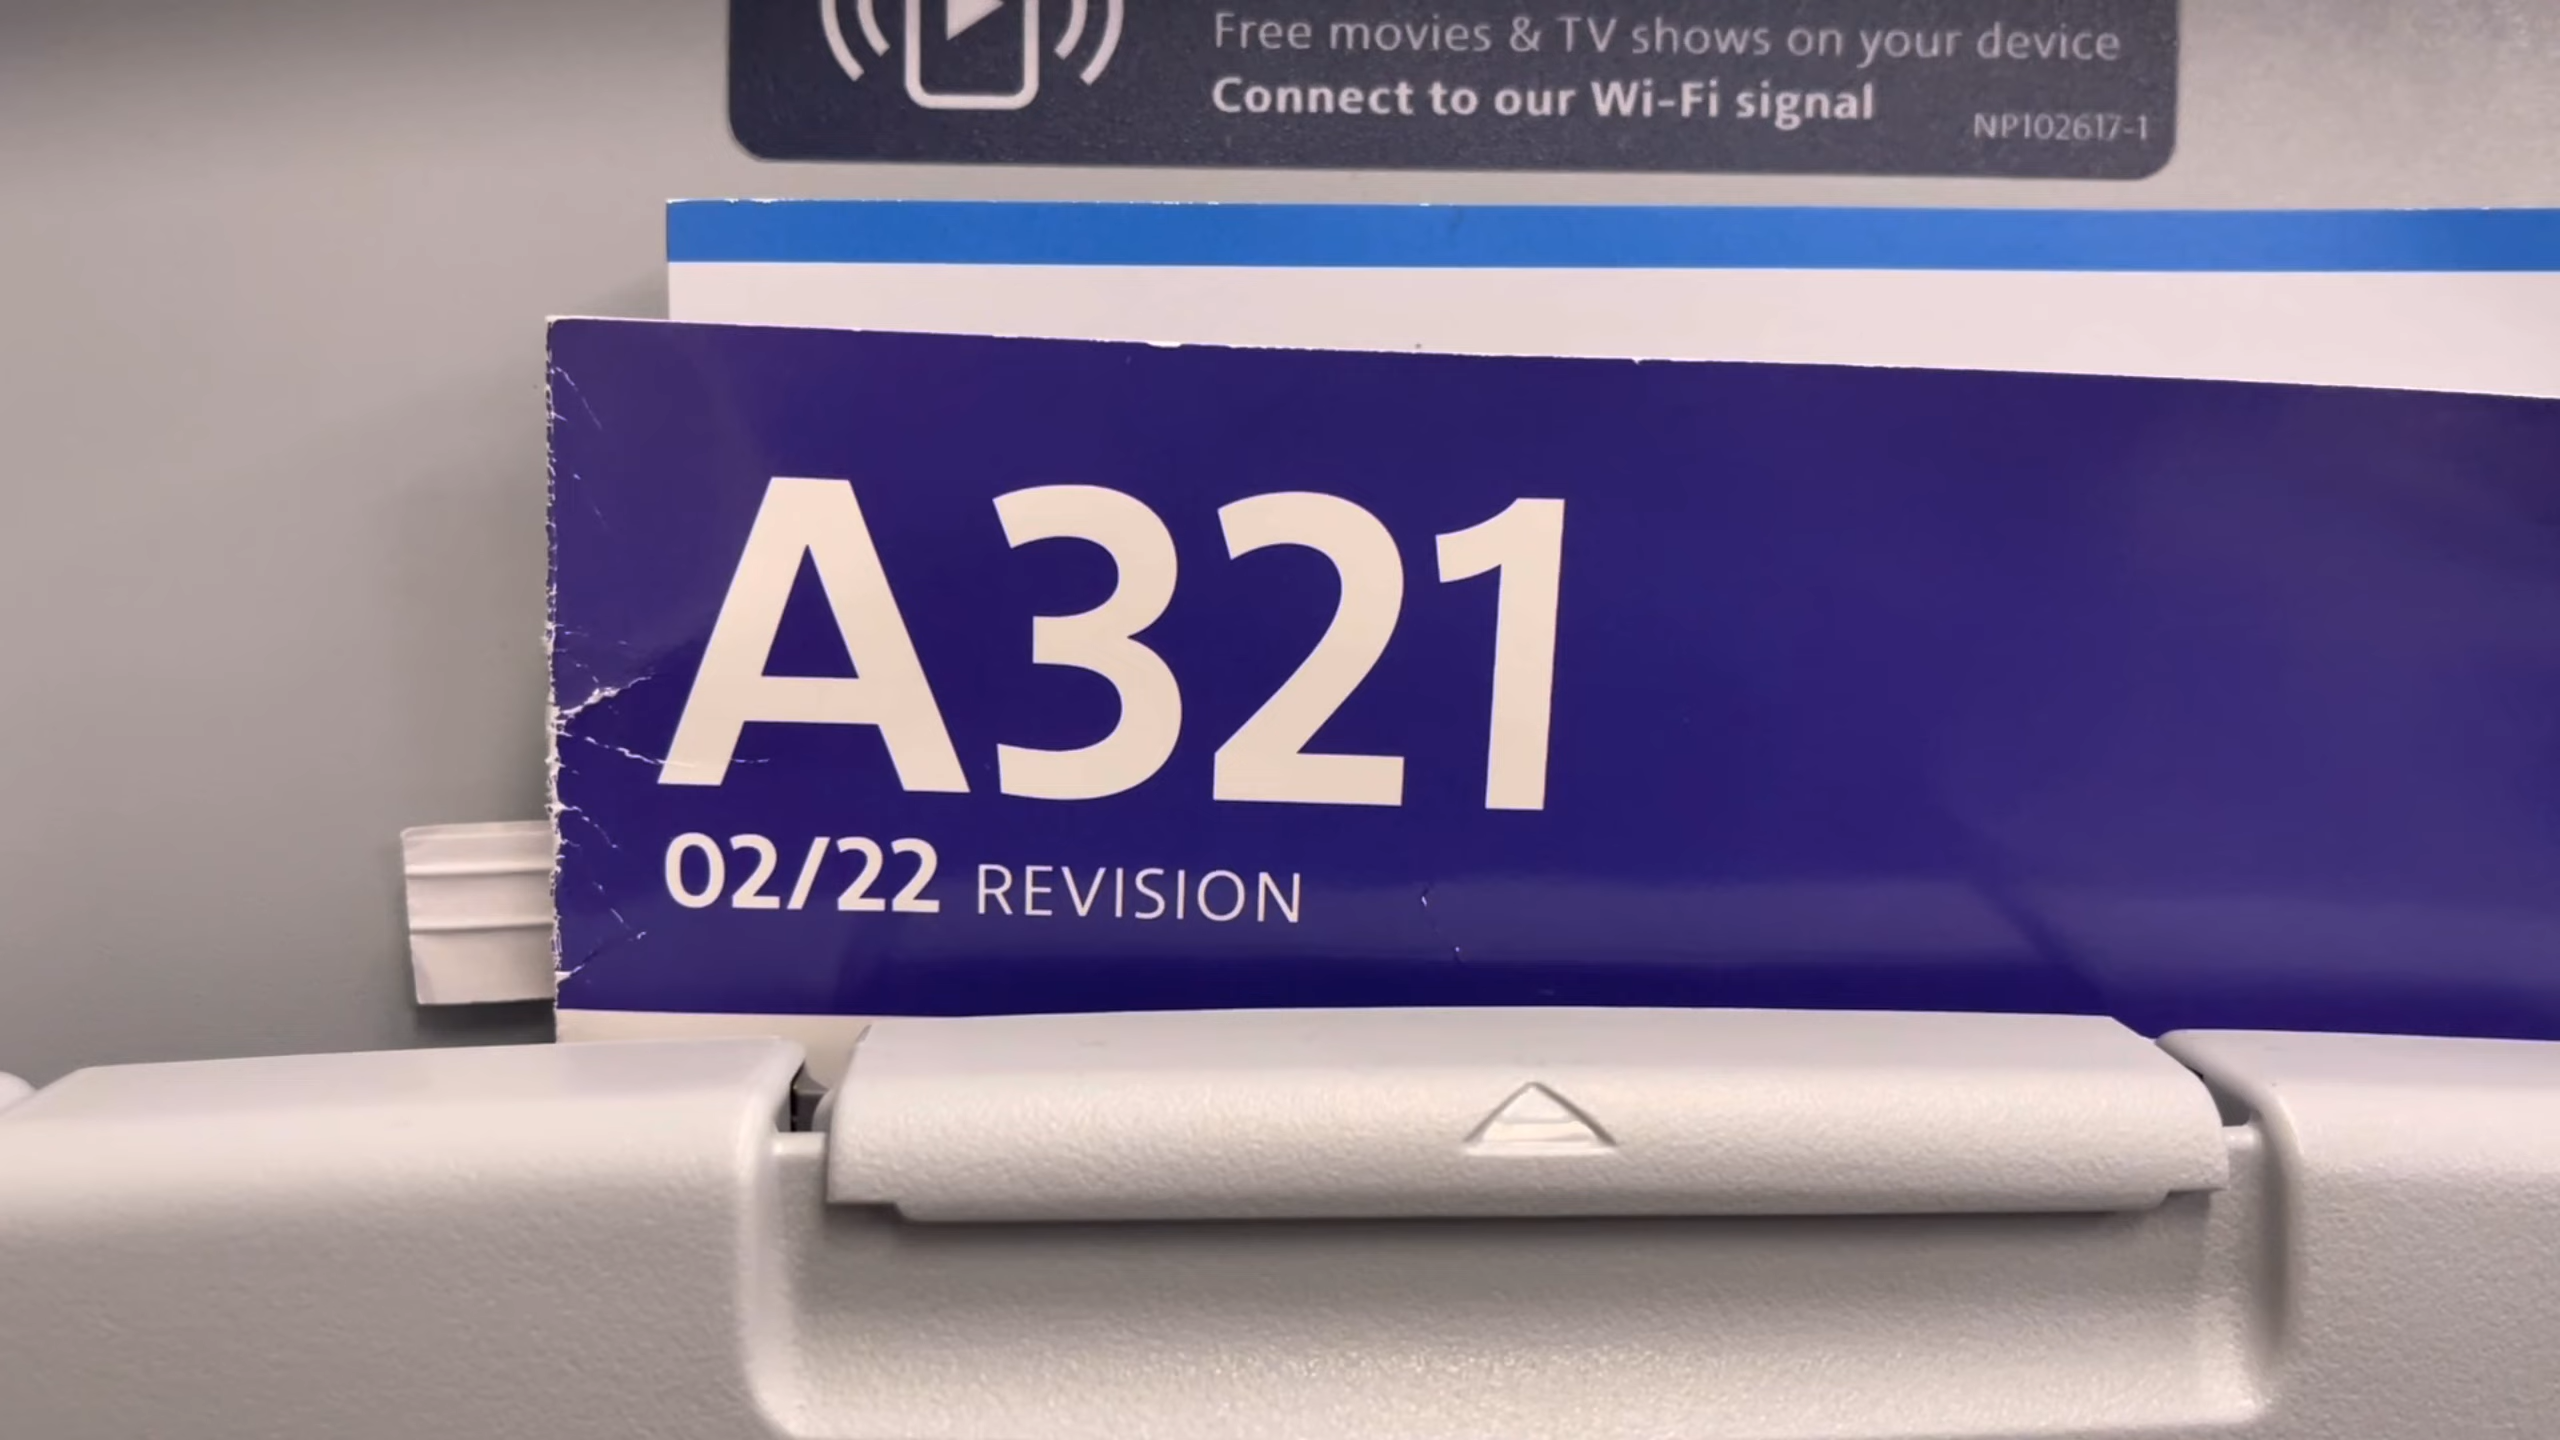 Free movies & TV shows on your device
Connect to our Wi-Fi signal
NP102617-1
A321
02/22 REVISION